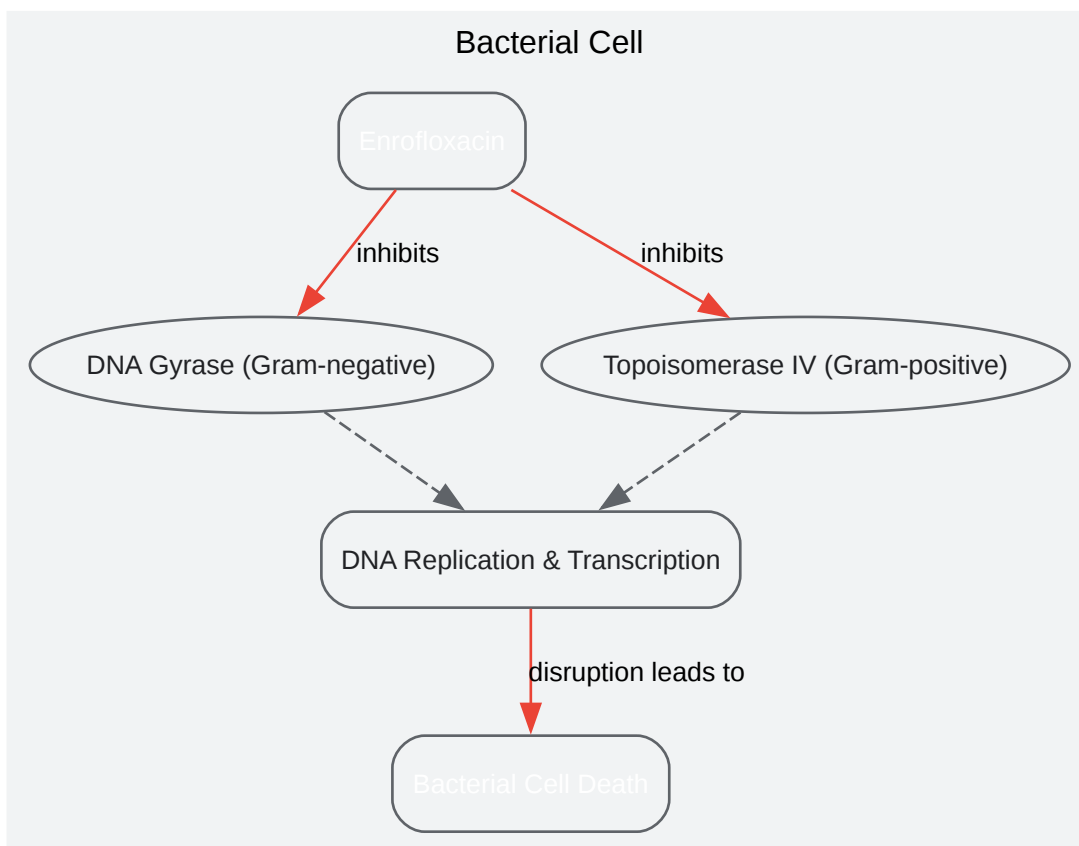 Bacterial Cell
Enrofloxacin
inhibits
inhibits
DNA Gyrase (Gram-negative)
Topoisomerase IV (Gram-positive)
DNA Replication & Transcription
disruption leads to
Bacterial Cell Death